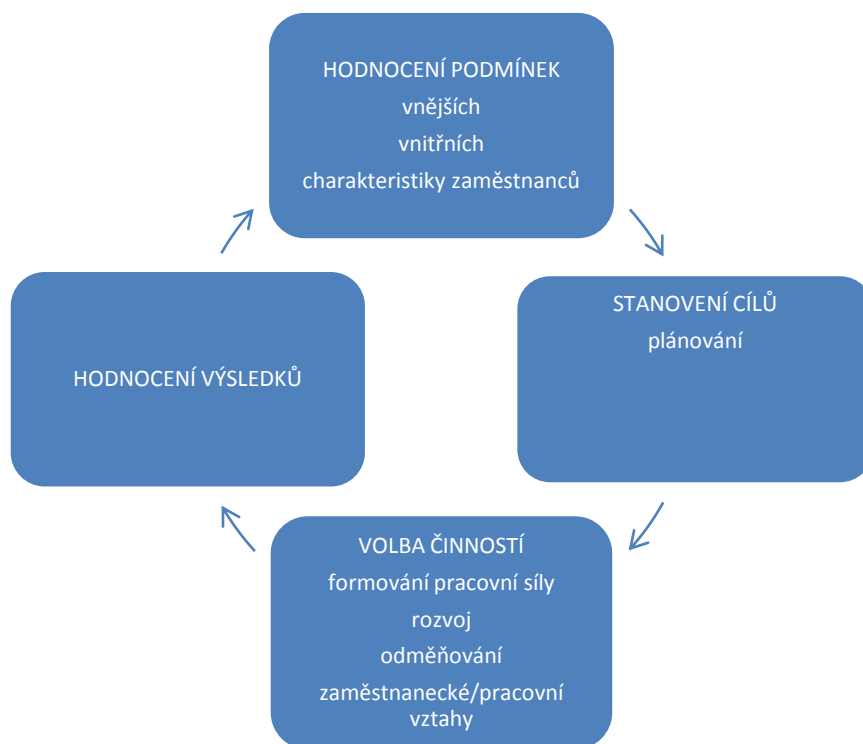 HODNOCENÍ PODMÍNEK
vnějších
vnitřních
charakteristiky zaměstnanců
STANOVENÍ CÍLŮ
plánování
HODNOCENÍ VÝSLEDKŮ
VOLBA ČINNOSTÍ
formování pracovní síly
rozvoj
odměňování
zaměstnanecké/pracovní
vztahy